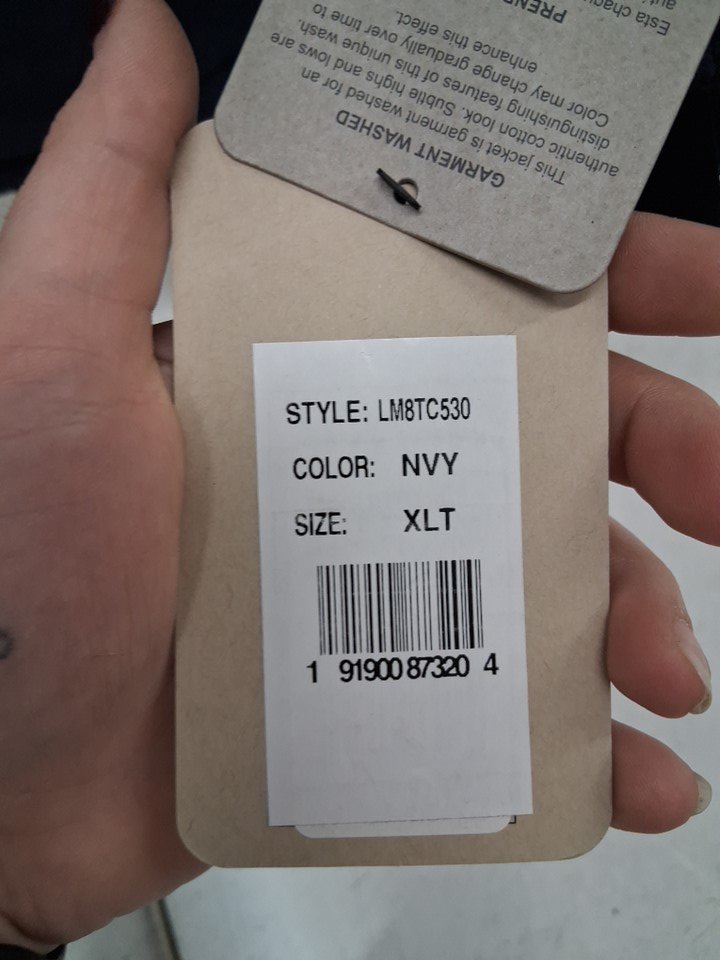 GARMENT WASHED
This jacket is garment washed for an
authentic cotton look. Subtle highs and lows are
distinguishing features of this unique wash.
Color may change gradually over time to
enhance this effect.
Esta
STYLE: LM8TC530
COLOR: NVY
SIZE: XLT
1 91900 87320 4